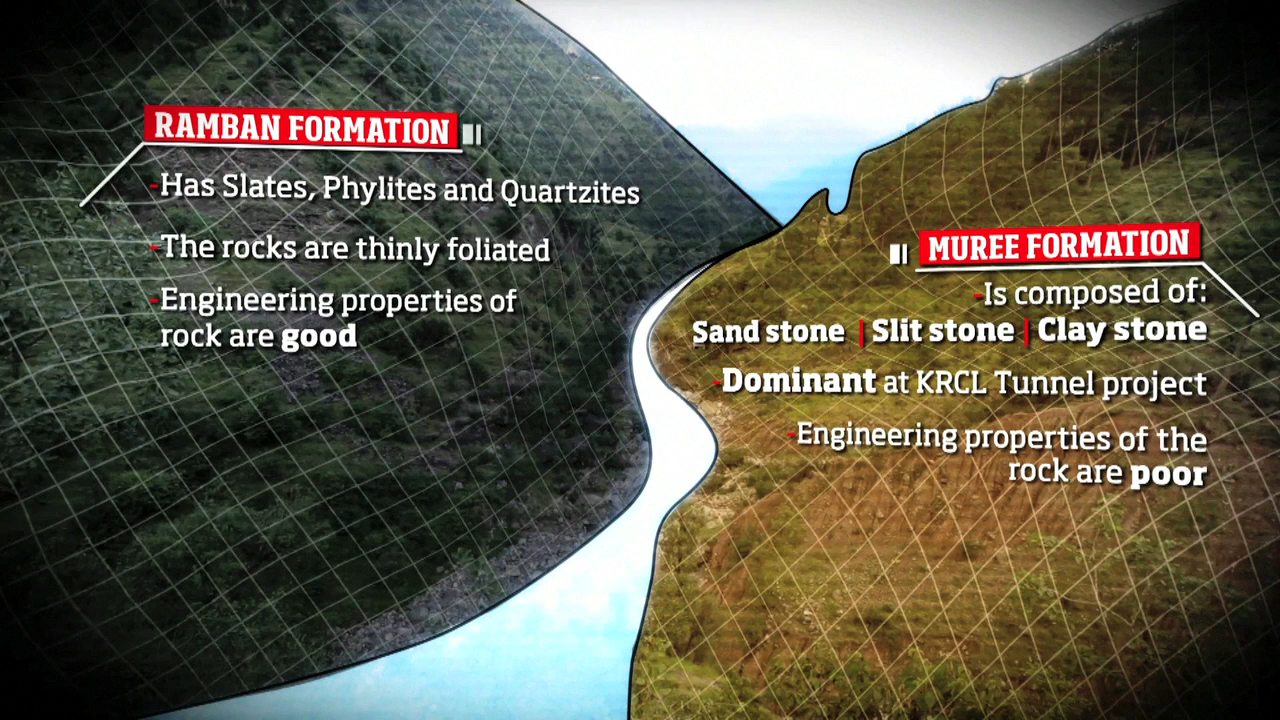 RAMBAN FORMATION
-Has Slates, Phylites and Quartzites
-The rocks are thinly foliated
-Engineering properties of
rock are good
MUREE FORMATION
-Is composed of:
Sand stone | Slit stone | Clay stone
-Dominant at KRCL Tunnel project
-Engineering properties of the
rock are poor